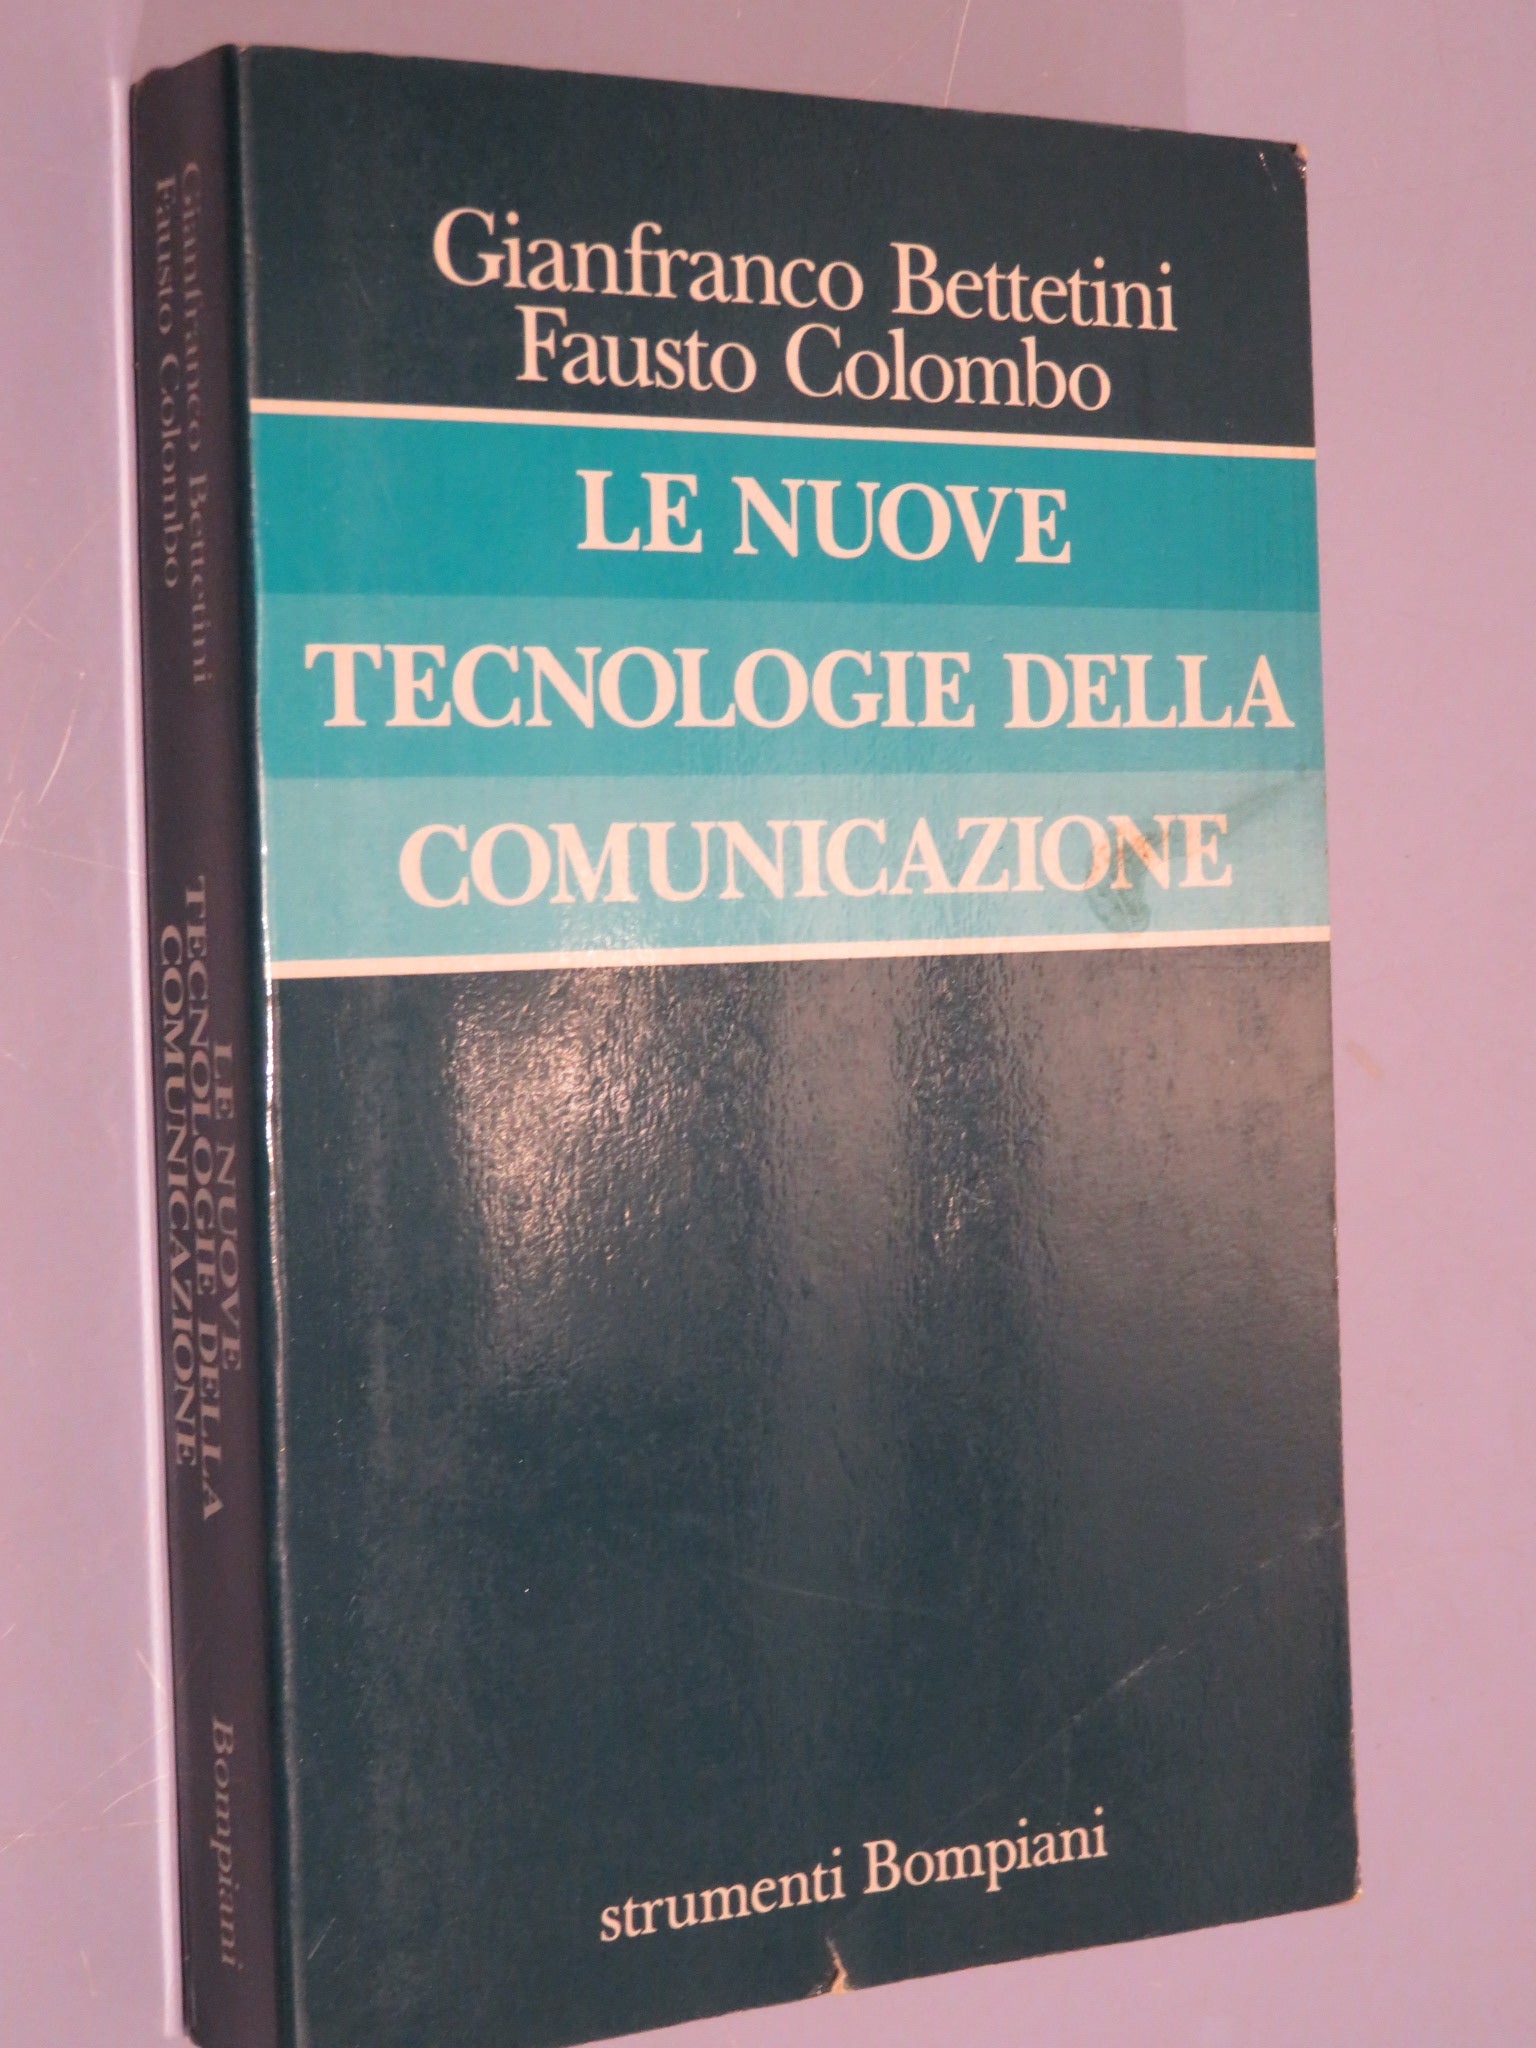 Gianfranco Bettetini
Fausto Colombo
LE NUOVE
TECNOLOGIE DELLA
COMUNICAZIONE
strumenti Bompiani
Gianfranco Bettetini
Fausto Colombo
LE NUOVE
TECNOLOGIE DELLA
COMUNICAZIONE
Bompiani